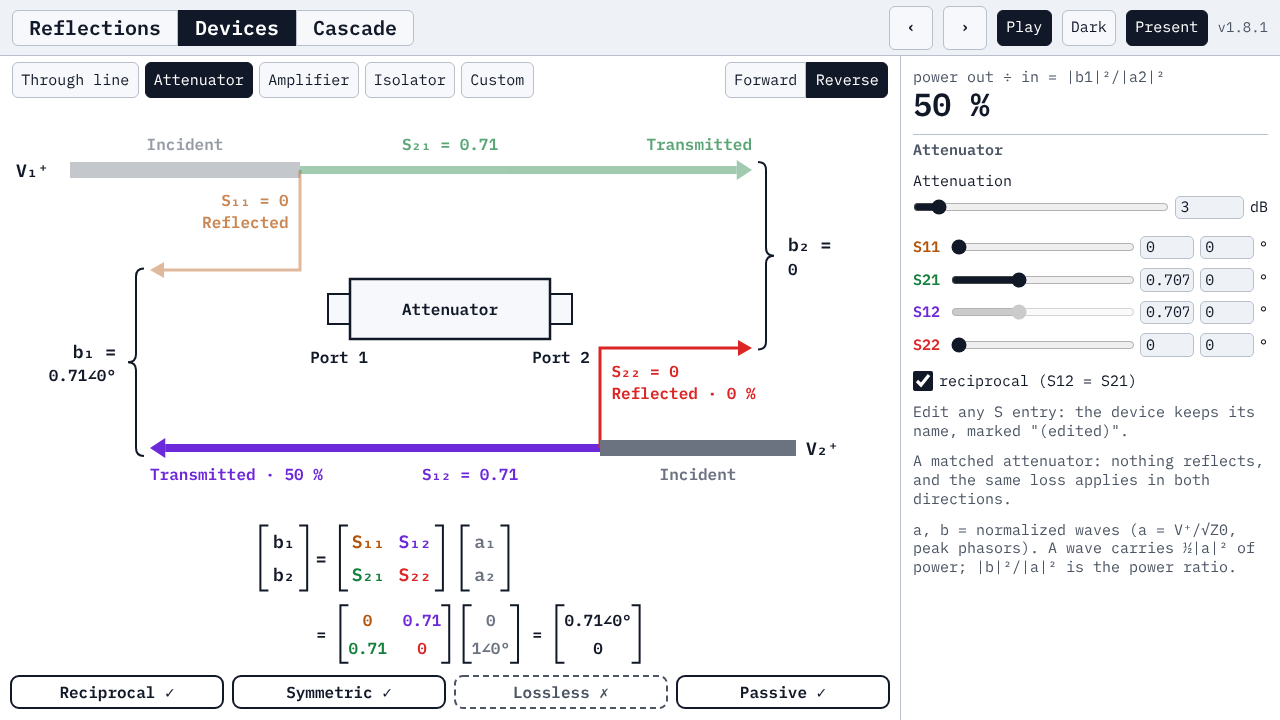 Reflections Devices Cascade ‹ › Play Dark Present v1.8.1
Through line Attenuator Amplifier Isolator Custom Forward Reverse
power out ÷ in = |b1|²/|a2|²
50 %
Attenuator
Attenuation
3 dB
S11 0 0 °
S21 0.707 0 °
S12 0.707 0 °
S22 0 0 °
reciprocal (S12 = S21)
Edit any S entry: the device keeps its
name, marked "(edited)".
A matched attenuator: nothing reflects,
and the same loss applies in both
directions.
a, b = normalized waves (a = V⁺/√Z0,
peak phasors). A wave carries ½|a|² of
power; |b|²/|a|² is the power ratio.
Incident S₂₁ = 0.71 Transmitted
V₁⁺
S₁₁ = 0
Reflected
b₂ =
0
Attenuator
Port 1 Port 2
b₁ =
0.71∠0°
S₂₂ = 0
Reflected · 0 %
V₂⁺
Transmitted · 50 % S₁₂ = 0.71 Incident
b₁ S₁₁ S₁₂ a₁
=
b₂ S₂₁ S₂₂ a₂
0 0.71 0 0.71∠0°
= =
0.71 0 1∠0° 0
Reciprocal ✓ Symmetric ✓ Lossless ✗ Passive ✓